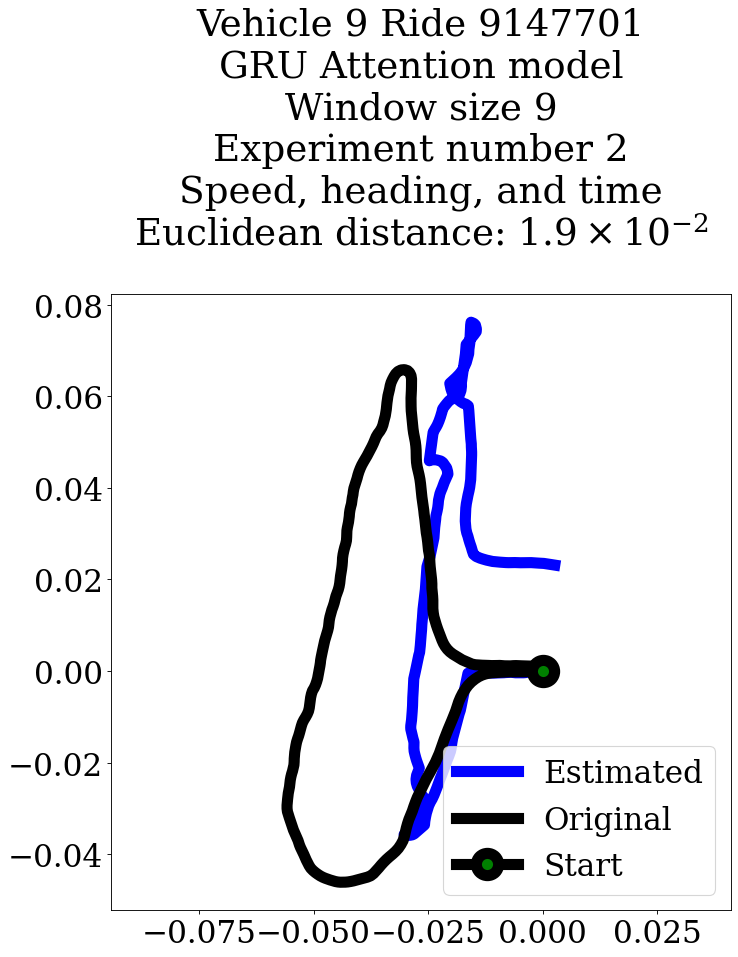 Vehicle 9 Ride 9147701
GRU Attention model
Window size 9
Experiment number 2
Speed, heading, and time
Euclidean distance: 1.9 × 10⁻²
0.08
0.06
0.04
0.02
0.00
−0.02
−0.04
Estimated
Original
Start
−0.075 −0.050 −0.025 0.000 0.025